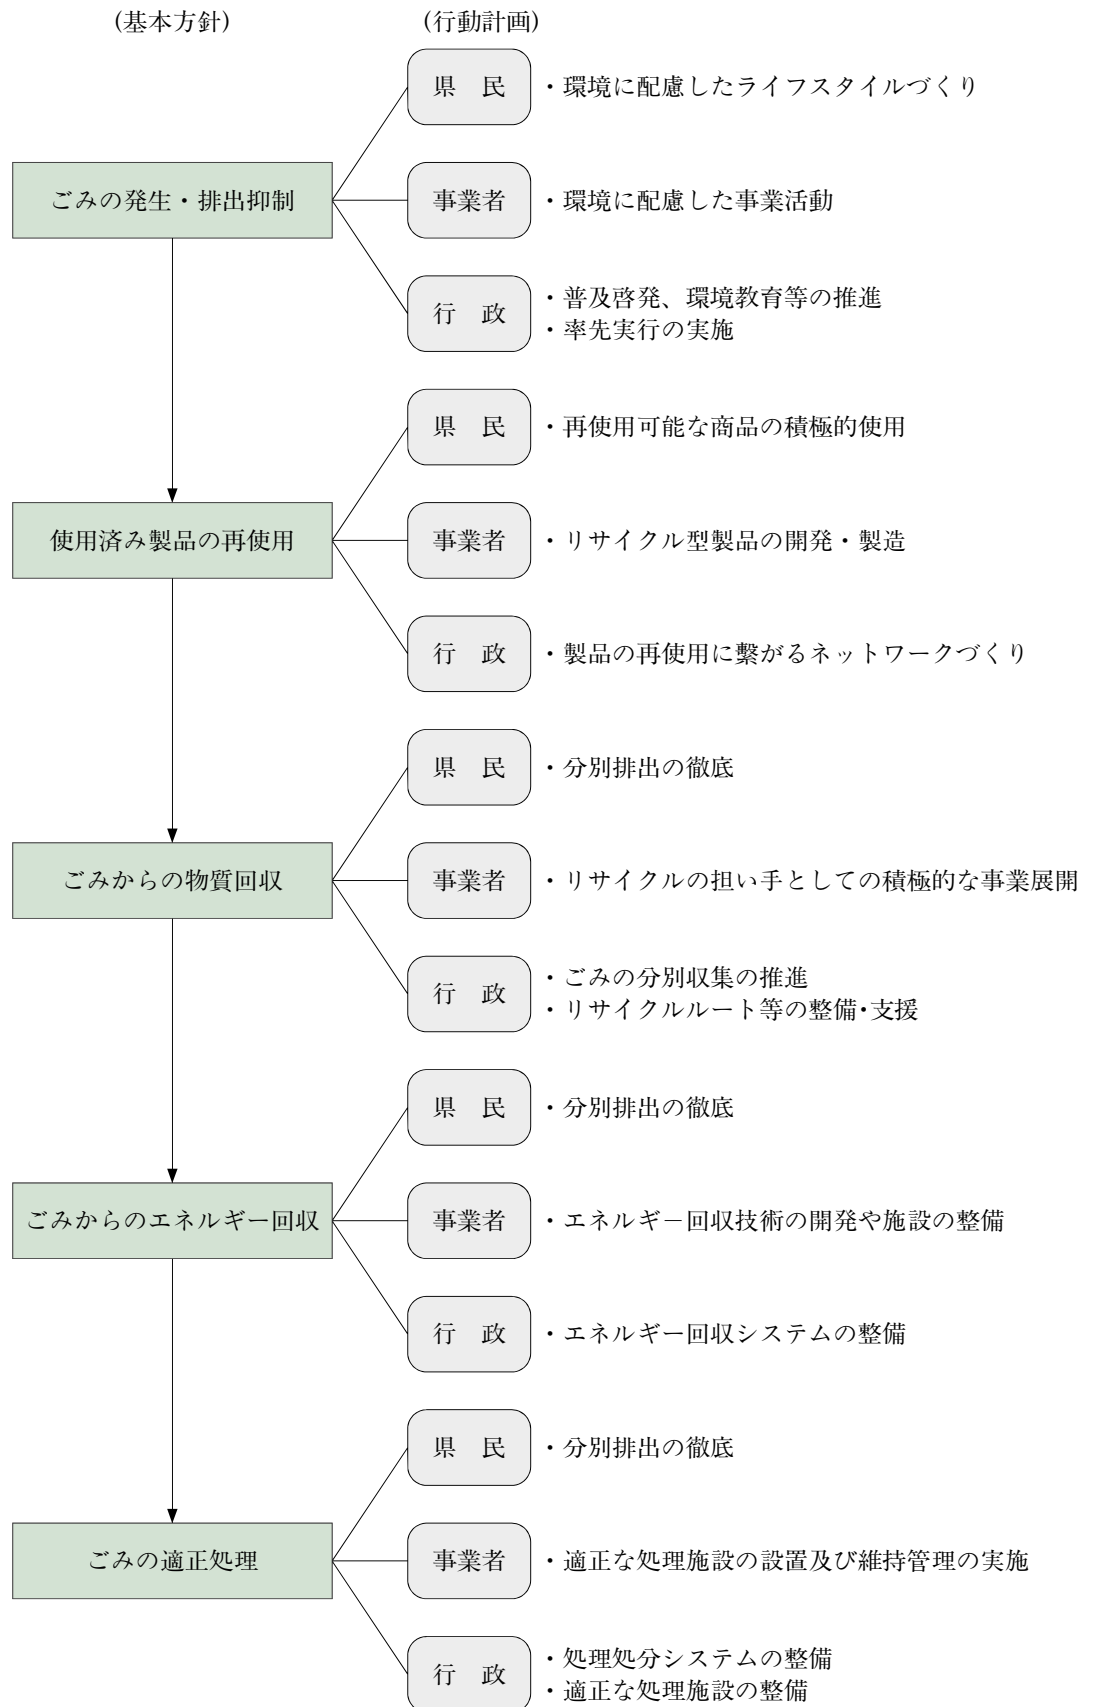 (基本方針) (行動計画)
県　民 ・環境に配慮したライフスタイルづくり
ごみの発生・排出抑制 事業者 ・環境に配慮した事業活動
行　政 ・普及啓発、環境教育等の推進
・率先実行の実施
県　民 ・再使用可能な商品の積極的使用
使用済み製品の再使用 事業者 ・リサイクル型製品の開発・製造
行　政 ・製品の再使用に繋がるネットワークづくり
県　民 ・分別排出の徹底
ごみからの物質回収 事業者 ・リサイクルの担い手としての積極的な事業展開
行　政 ・ごみの分別収集の推進
・リサイクルルート等の整備・支援
県　民 ・分別排出の徹底
ごみからのエネルギー回収 事業者 ・エネルギ－回収技術の開発や施設の整備
行　政 ・エネルギー回収システムの整備
県　民 ・分別排出の徹底
ごみの適正処理 事業者 ・適正な処理施設の設置及び維持管理の実施
行　政 ・処理処分システムの整備
・適正な処理施設の整備